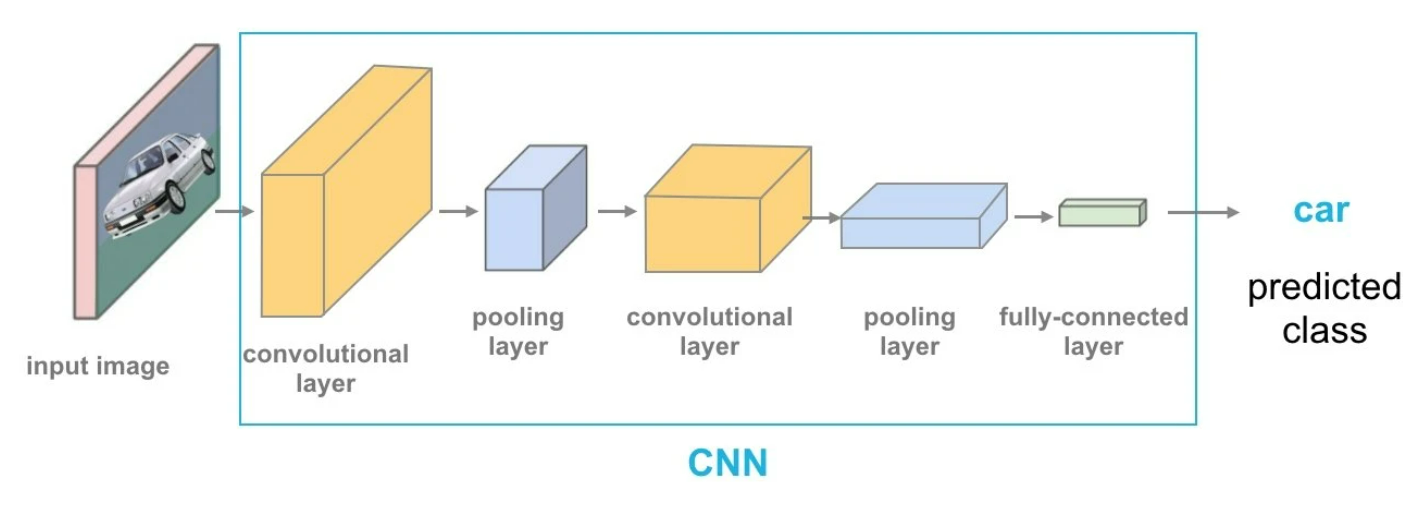 input image
convolutional
layer
pooling
layer
convolutional
layer
pooling
layer
fully-connected
layer
car
predicted
class
CNN